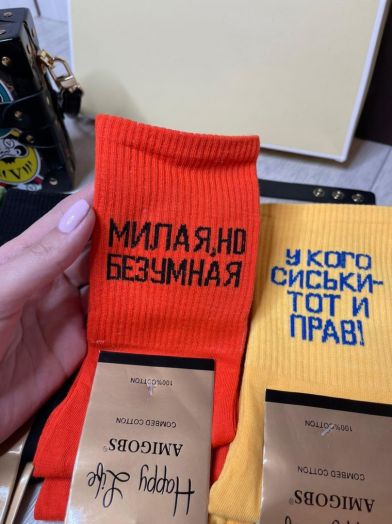 МИЛАЯ, НО
БЕЗУМНАЯ
У КОГО
СИСЬКИ-
ТОТ И
ПРАВ!
100% COTTON
COMBED COTTON
AMIGOBS®
Happy Life
100% COTTON
COMBED COTTON
AMIGOBS®
Happy